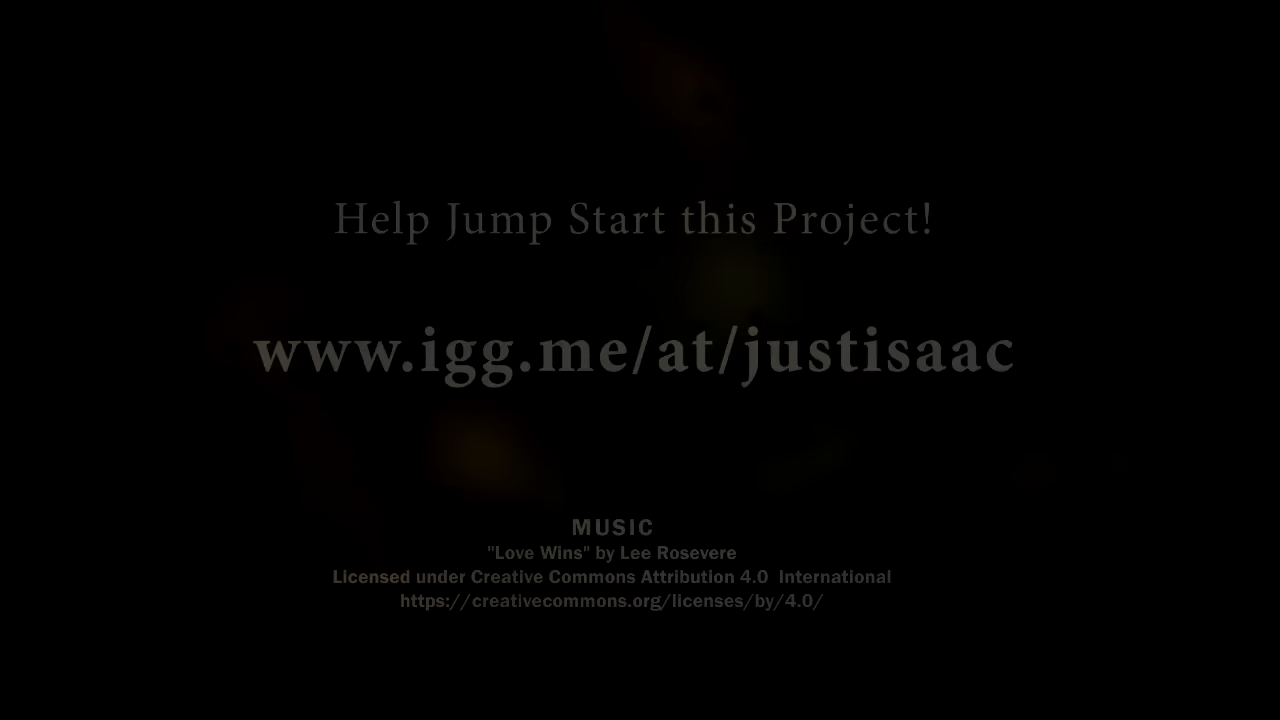 Help Jump Start this Project!
www.igg.me/at/justisaac
MUSIC
"Love Wins" by Lee Rosevere
Licensed under Creative Commons Attribution 4.0 International
https://creativecommons.org/licenses/by/4.0/